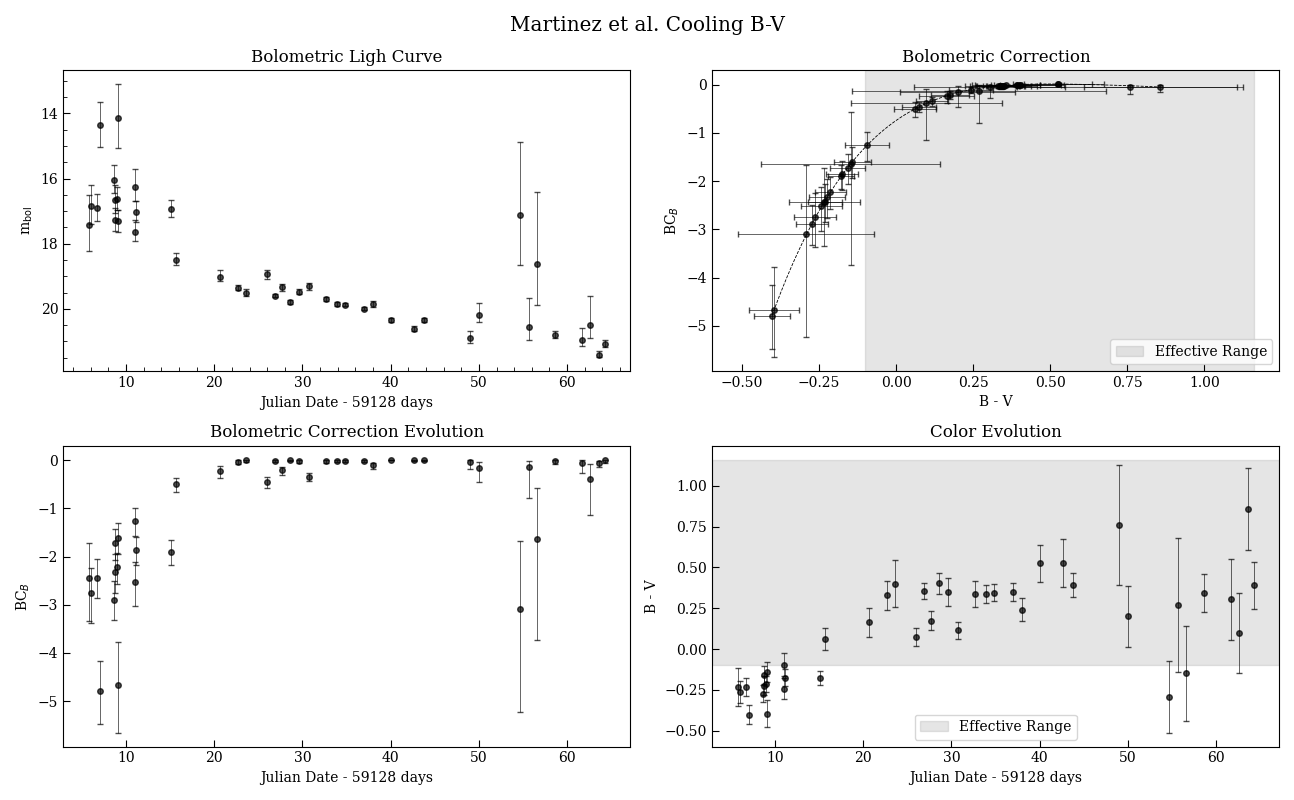 Martinez et al. Cooling B-V
Bolometric Ligh Curve
14
16
18
20
m_bol
10 20 30 40 50 60
Julian Date - 59128 days
Bolometric Correction
0
−1
−2
−3
−4
−5
BC_B
Effective Range
−0.50 −0.25 0.00 0.25 0.50 0.75 1.00
B - V
Bolometric Correction Evolution
0
−1
−2
−3
−4
−5
BC_B
10 20 30 40 50 60
Julian Date - 59128 days
Color Evolution
1.00
0.75
0.50
0.25
0.00
−0.25
−0.50
B - V
Effective Range
10 20 30 40 50 60
Julian Date - 59128 days